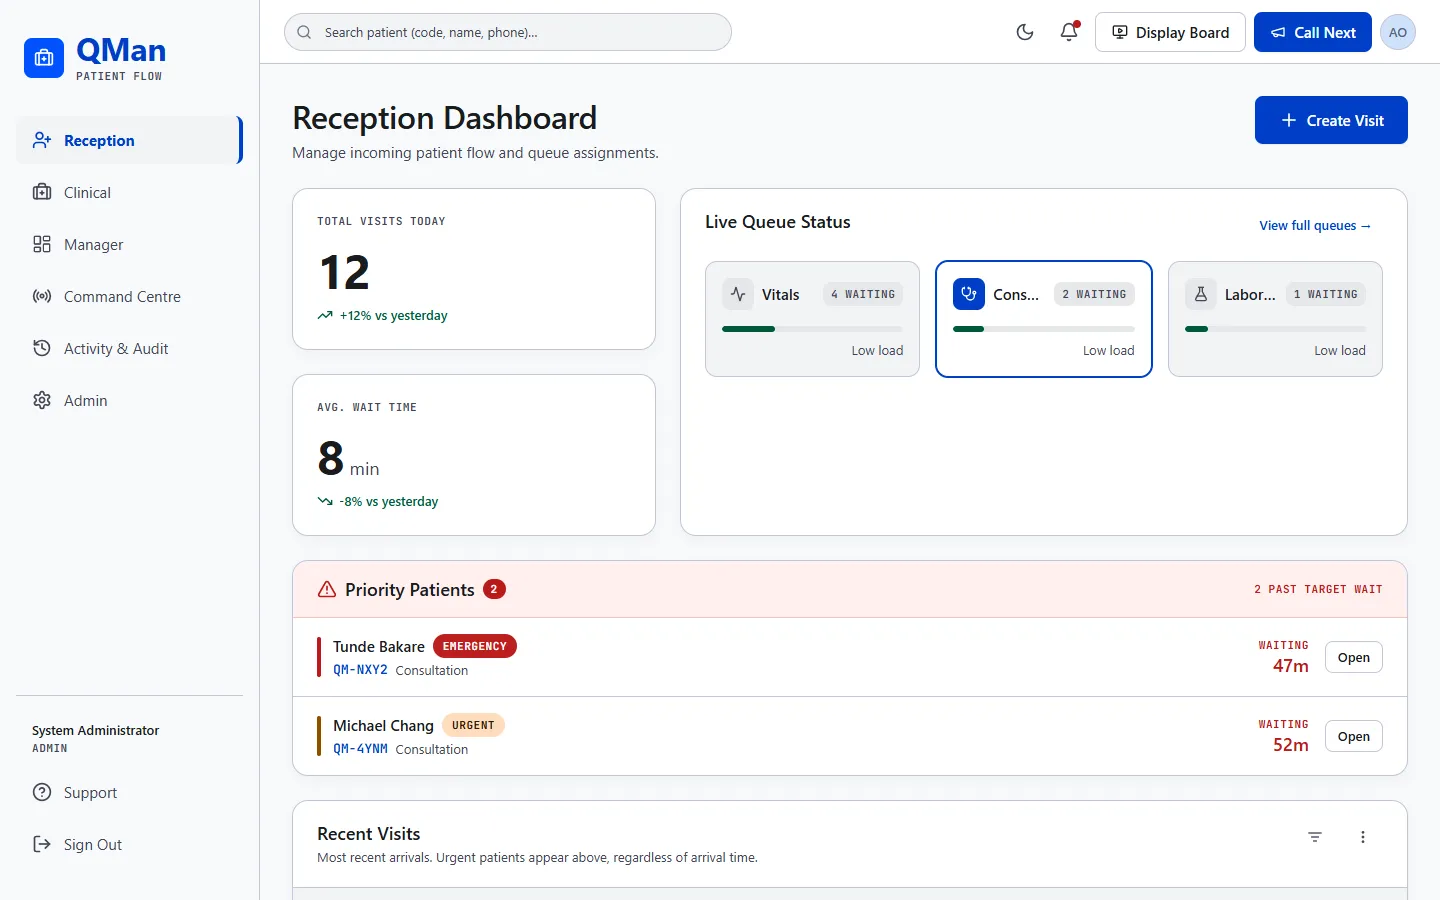 QMan
PATIENT FLOW
Reception
Clinical
Manager
Command Centre
Activity & Audit
Admin
System Administrator
ADMIN
Support
Sign Out
Search patient (code, name, phone)...
Display Board
Call Next
AO
Reception Dashboard
Manage incoming patient flow and queue assignments.
Create Visit
TOTAL VISITS TODAY
12
+12% vs yesterday
AVG. WAIT TIME
8 min
-8% vs yesterday
Live Queue Status
View full queues →
Vitals
4 WAITING
Low load
Cons...
2 WAITING
Low load
Labor...
1 WAITING
Low load
Priority Patients 2
2 PAST TARGET WAIT
Tunde Bakare EMERGENCY
QM-NXY2 Consultation
WAITING
47m
Open
Michael Chang URGENT
QM-4YNM Consultation
WAITING
52m
Open
Recent Visits
Most recent arrivals. Urgent patients appear above, regardless of arrival time.